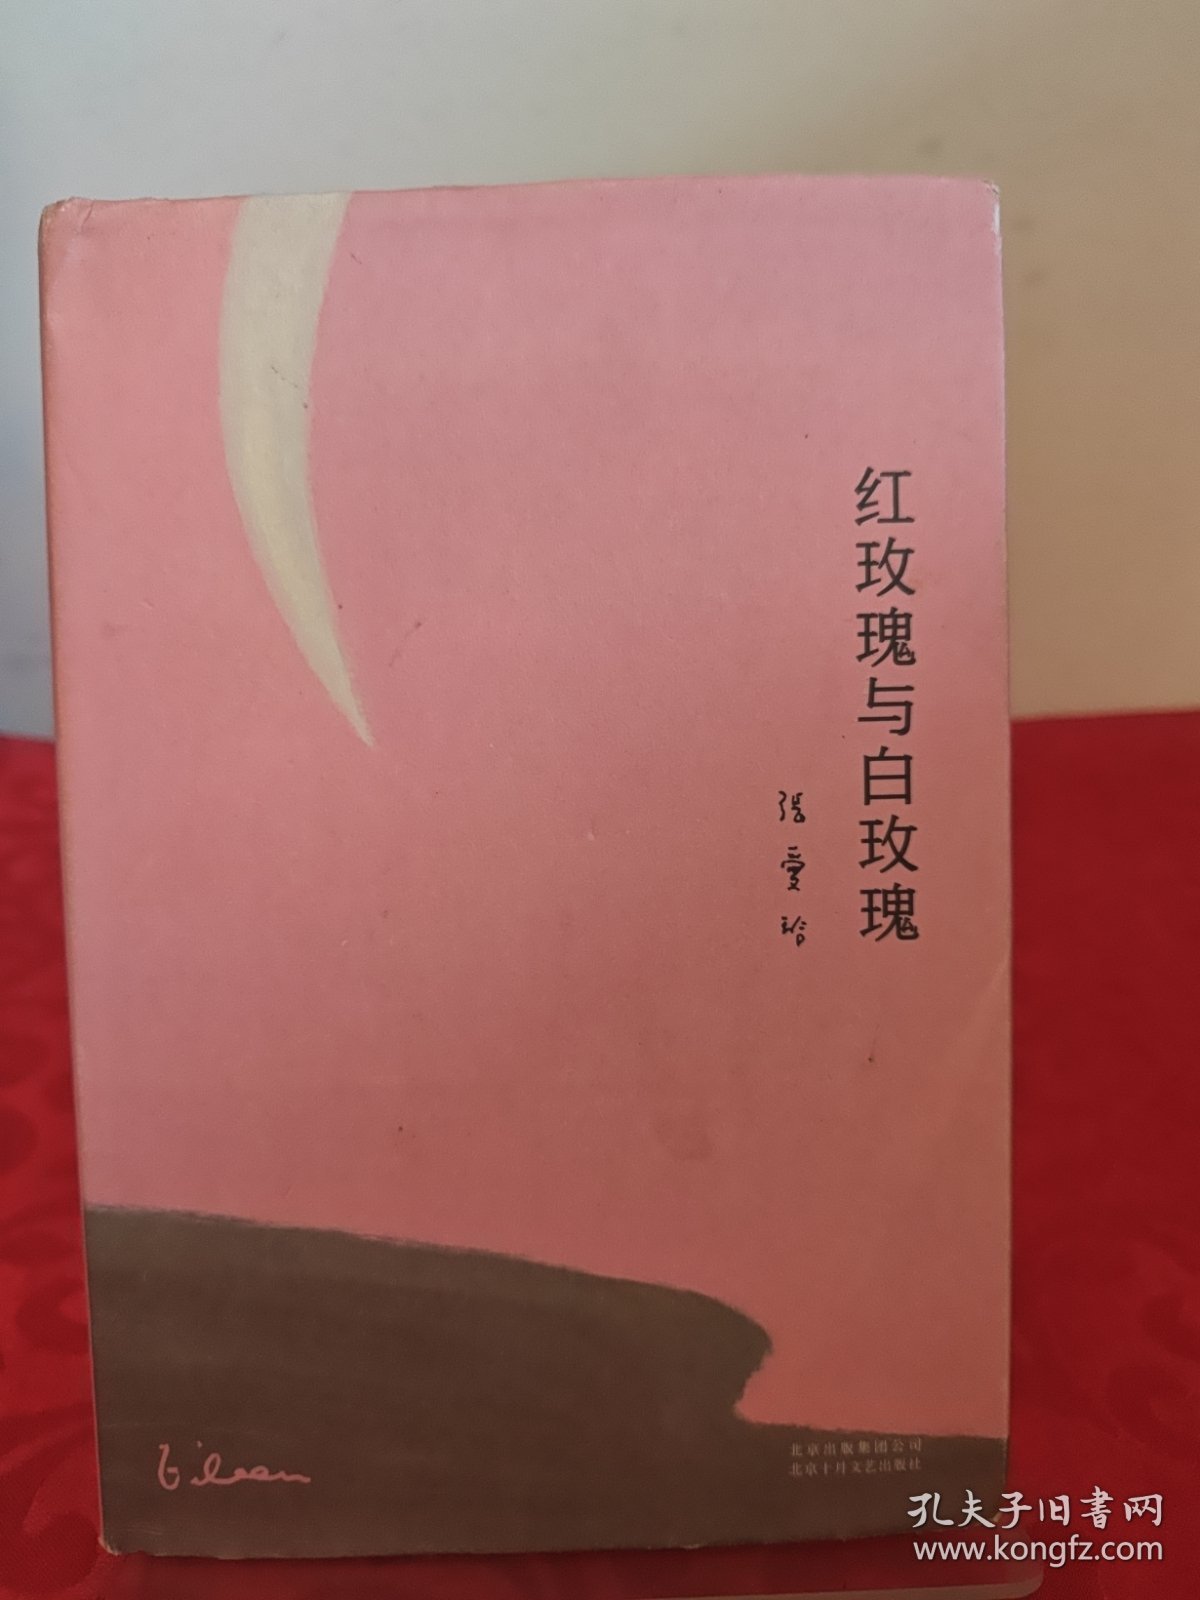 红玫瑰与白玫瑰
張愛玲
Eileen
北京出版集团公司
北京十月文艺出版社
孔夫子旧書网
www.kongfz.com